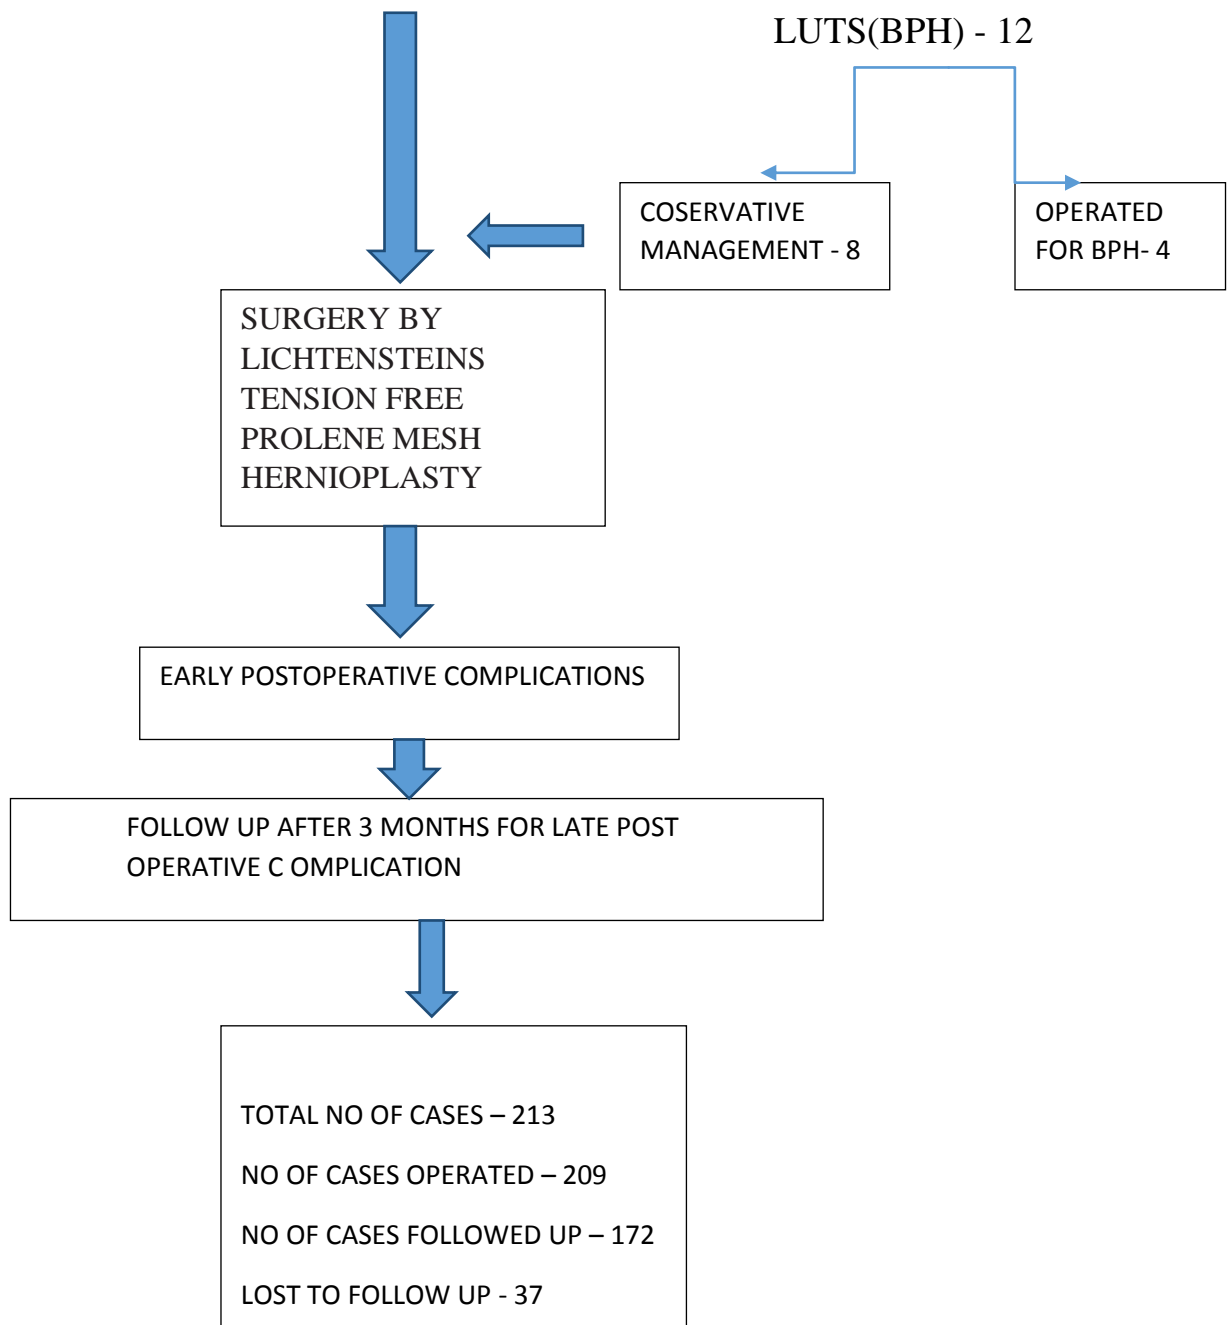 LUTS(BPH) - 12
COSERVATIVE
MANAGEMENT - 8
OPERATED
FOR BPH- 4
SURGERY BY
LICHTENSTEINS
TENSION FREE
PROLENE MESH
HERNIOPLASTY
EARLY POSTOPERATIVE COMPLICATIONS
FOLLOW UP AFTER 3 MONTHS FOR LATE POST
OPERATIVE C OMPLICATION
TOTAL NO OF CASES – 213
NO OF CASES OPERATED – 209
NO OF CASES FOLLOWED UP – 172
LOST TO FOLLOW UP - 37